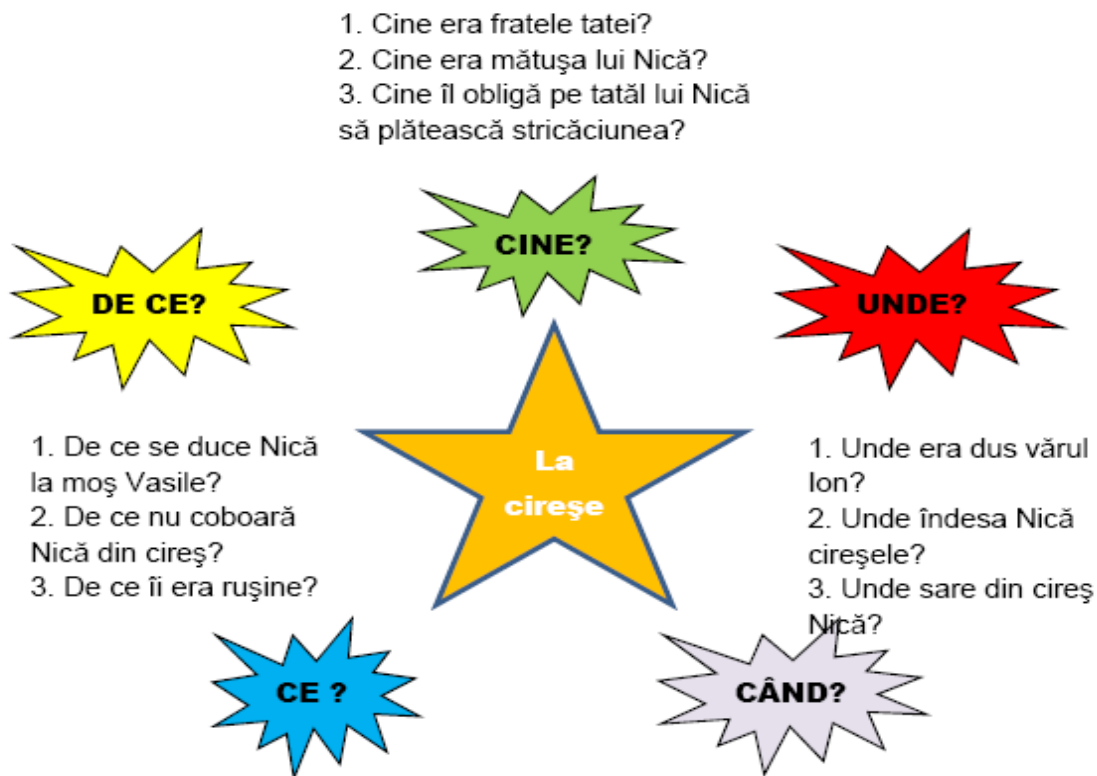 1. Cine era fratele tatei?
2. Cine era mătuşa lui Nică?
3. Cine îl obligă pe tatăl lui Nică
să plătească stricăciunea?
CINE?
DE CE?
UNDE?
1. De ce se duce Nică
la moş Vasile?
2. De ce nu coboară
Nică din cireş?
3. De ce îi era ruşine?
La
cireşe
1. Unde era dus vărul
Ion?
2. Unde îndesa Nică
cireşele?
3. Unde sare din cireş
Nică?
CE ?
CÂND?